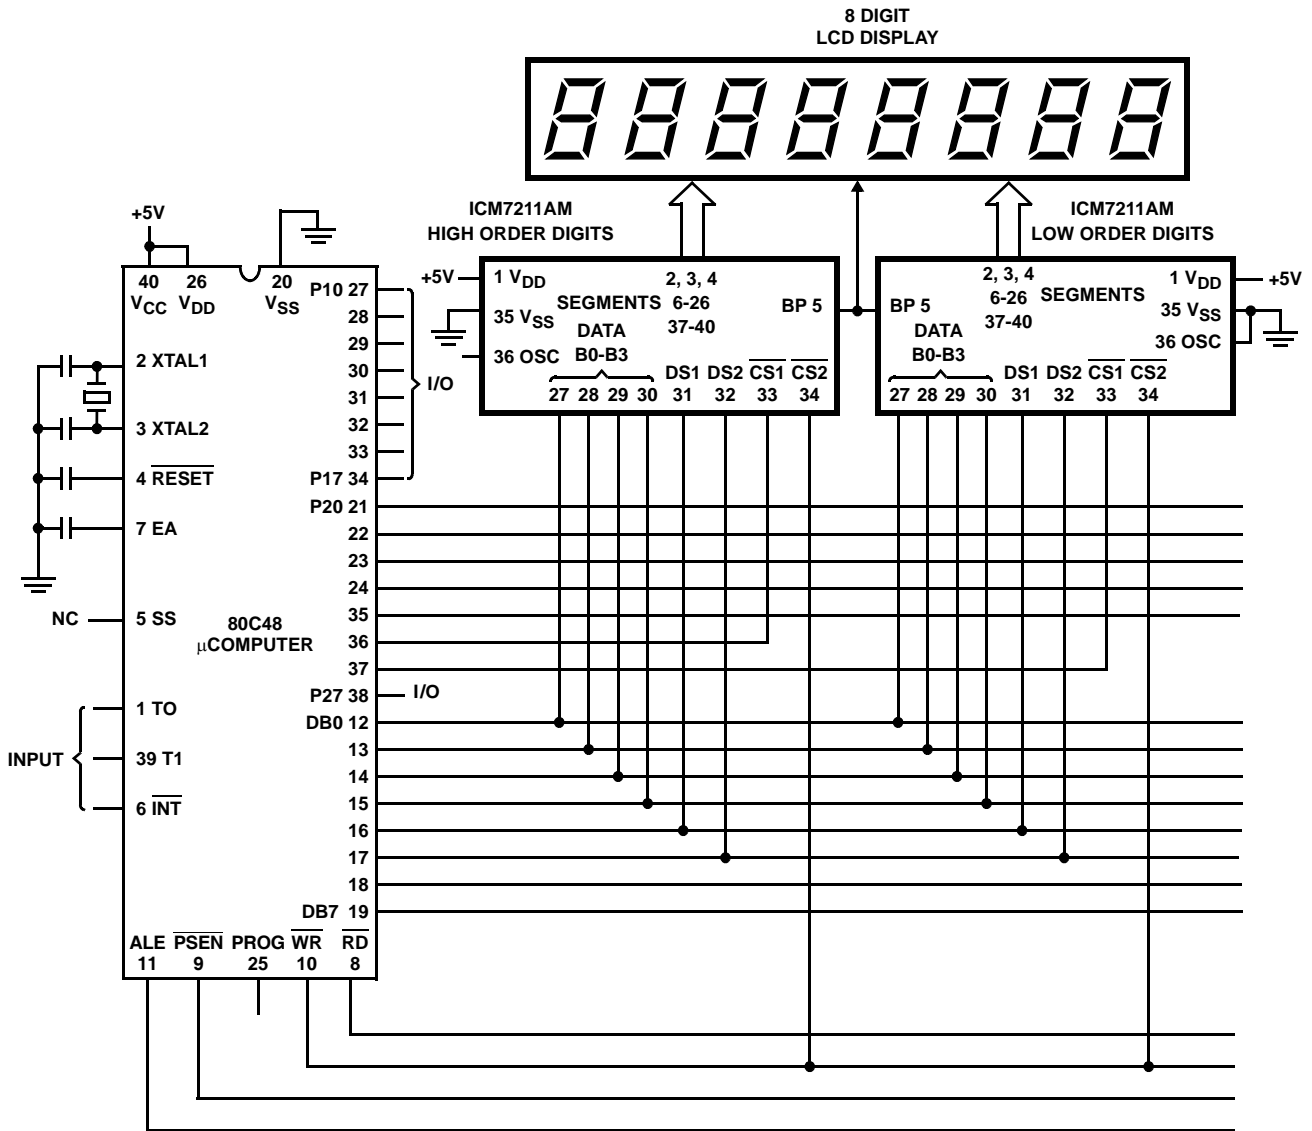 8 DIGIT
LCD DISPLAY
ICM7211AM
HIGH ORDER DIGITS
ICM7211AM
LOW ORDER DIGITS
+5V
40
VCC
26
VDD
20
VSS
P10 27
28
29
30
31
32
33
P17 34
I/O
P20 21
22
23
24
35
36
37
P27 38
I/O
DB0 12
13
14
15
16
17
18
DB7 19
2 XTAL1
3 XTAL2
4 RESET
7 EA
NC
5 SS
80C48
μCOMPUTER
INPUT
1 TO
39 T1
6 INT
ALE
11
PSEN
9
PROG
25
WR
10
RD
8
+5V
1 VDD
35 VSS
36 OSC
SEGMENTS
2, 3, 4
6-26
37-40
BP 5
DATA
B0-B3
DS1 DS2 CS1 CS2
27 28 29 30 31 32 33 34
BP 5
2, 3, 4
6-26
37-40
SEGMENTS
1 VDD
+5V
35 VSS
36 OSC
DATA
B0-B3
DS1 DS2 CS1 CS2
27 28 29 30 31 32 33 34